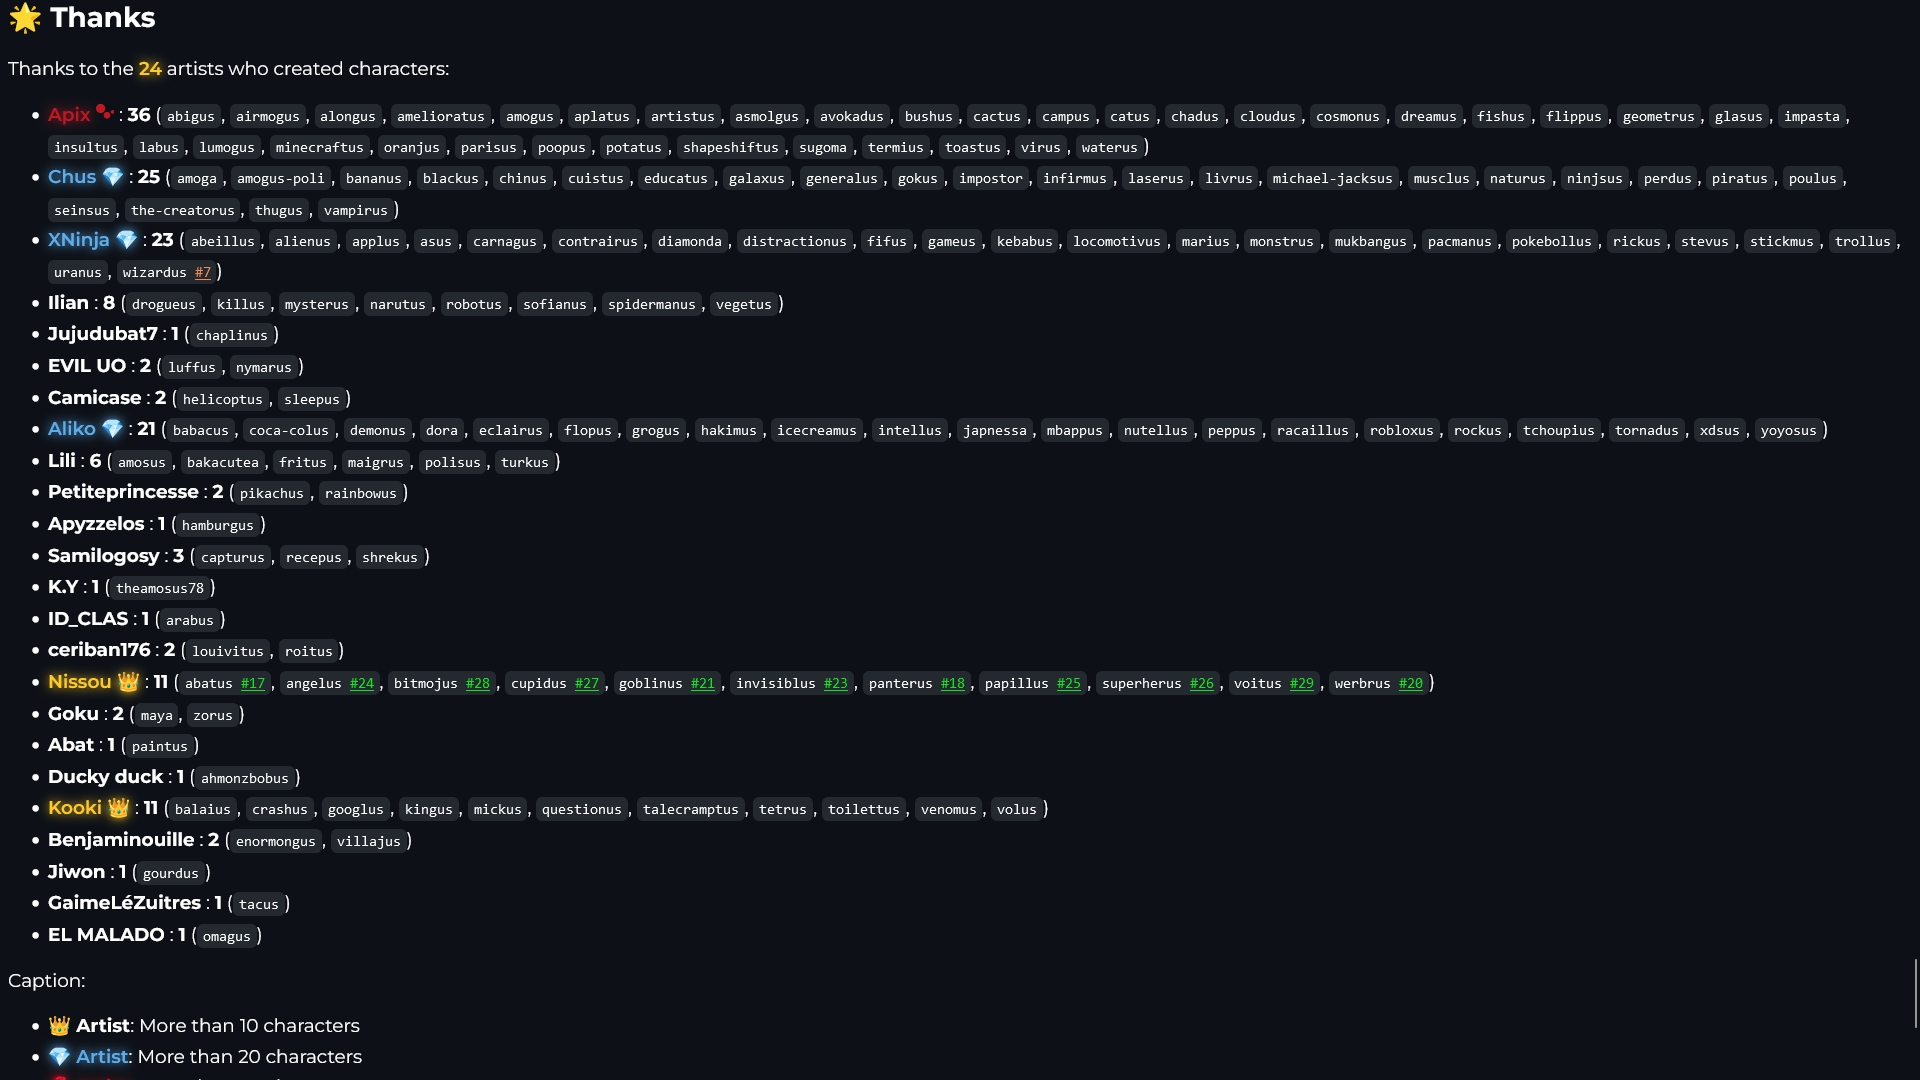 🌟 Thanks
Thanks to the 24 artists who created characters:
• Apix : 36 ( abigus , airmogus , alongus , amelioratus , amogus , aplatus , artistus , asmolgus , avokadus , bushus , cactus , campus , catus , chadus , cloudus , cosmonus , dreamus , fishus , flippus , geometrus , glasus , impasta ,
insultus , labus , lumogus , minecraftus , oranjus , parisus , poopus , potatus , shapeshiftus , sugoma , termius , toastus , virus , waterus )
• Chus 💎 : 25 ( amoga , amogus-poli , bananus , blackus , chinus , cuistus , educatus , galaxus , generalus , gokus , impostor , infirmus , laserus , livrus , michael-jacksus , musclus , naturus , ninjsus , perdus , piratus , poulus ,
seinsus , the-creatorus , thugus , vampirus )
• XNinja 💎 : 23 ( abeillus , alienus , applus , asus , carnagus , contrairus , diamonda , distractionus , fifus , gameus , kebabus , locomotivus , marius , monstrus , mukbangus , pacmanus , pokebollus , rickus , stevus , stickmus , trollus ,
uranus , wizardus #7 )
• Ilian : 8 ( drogueus , killus , mysterus , narutus , robotus , sofianus , spidermanus , vegetus )
• Jujudubat7 : 1 ( chaplinus )
• EVIL UO : 2 ( luffus , nymarus )
• Camicase : 2 ( helicoptus , sleepus )
• Aliko 💎 : 21 ( babacus , coca-colus , demonus , dora , eclairus , flopus , grogus , hakimus , icecreamus , intellus , japnessa , mbappus , nutellus , peppus , racaillus , robloxus , rockus , tchoupius , tornadus , xdsus , yoyosus )
• Lili : 6 ( amosus , bakacutea , fritus , maigrus , polisus , turkus )
• Petiteprincesse : 2 ( pikachus , rainbowus )
• Apyzzelos : 1 ( hamburgus )
• Samilogosy : 3 ( capturus , recepus , shrekus )
• K.Y : 1 ( theamosus78 )
• ID_CLAS : 1 ( arabus )
• ceriban176 : 2 ( louivitus , roitus )
• Nissou 👑 : 11 ( abatus #17 , angelus #24 , bitmojus #28 , cupidus #27 , goblinus #21 , invisiblus #23 , panterus #18 , papillus #25 , superherus #26 , voitus #29 , werbrus #20 )
• Goku : 2 ( maya , zorus )
• Abat : 1 ( paintus )
• Ducky duck : 1 ( ahmonzbobus )
• Kooki 👑 : 11 ( balaius , crashus , googlus , kingus , mickus , questionus , talecramptus , tetrus , toilettus , venomus , volus )
• Benjaminouille : 2 ( enormongus , villajus )
• Jiwon : 1 ( gourdus )
• GaimeLéZuitres : 1 ( tacus )
• EL MALADO : 1 ( omagus )
Caption:
• 👑 Artist: More than 10 characters
• 💎 Artist: More than 20 characters